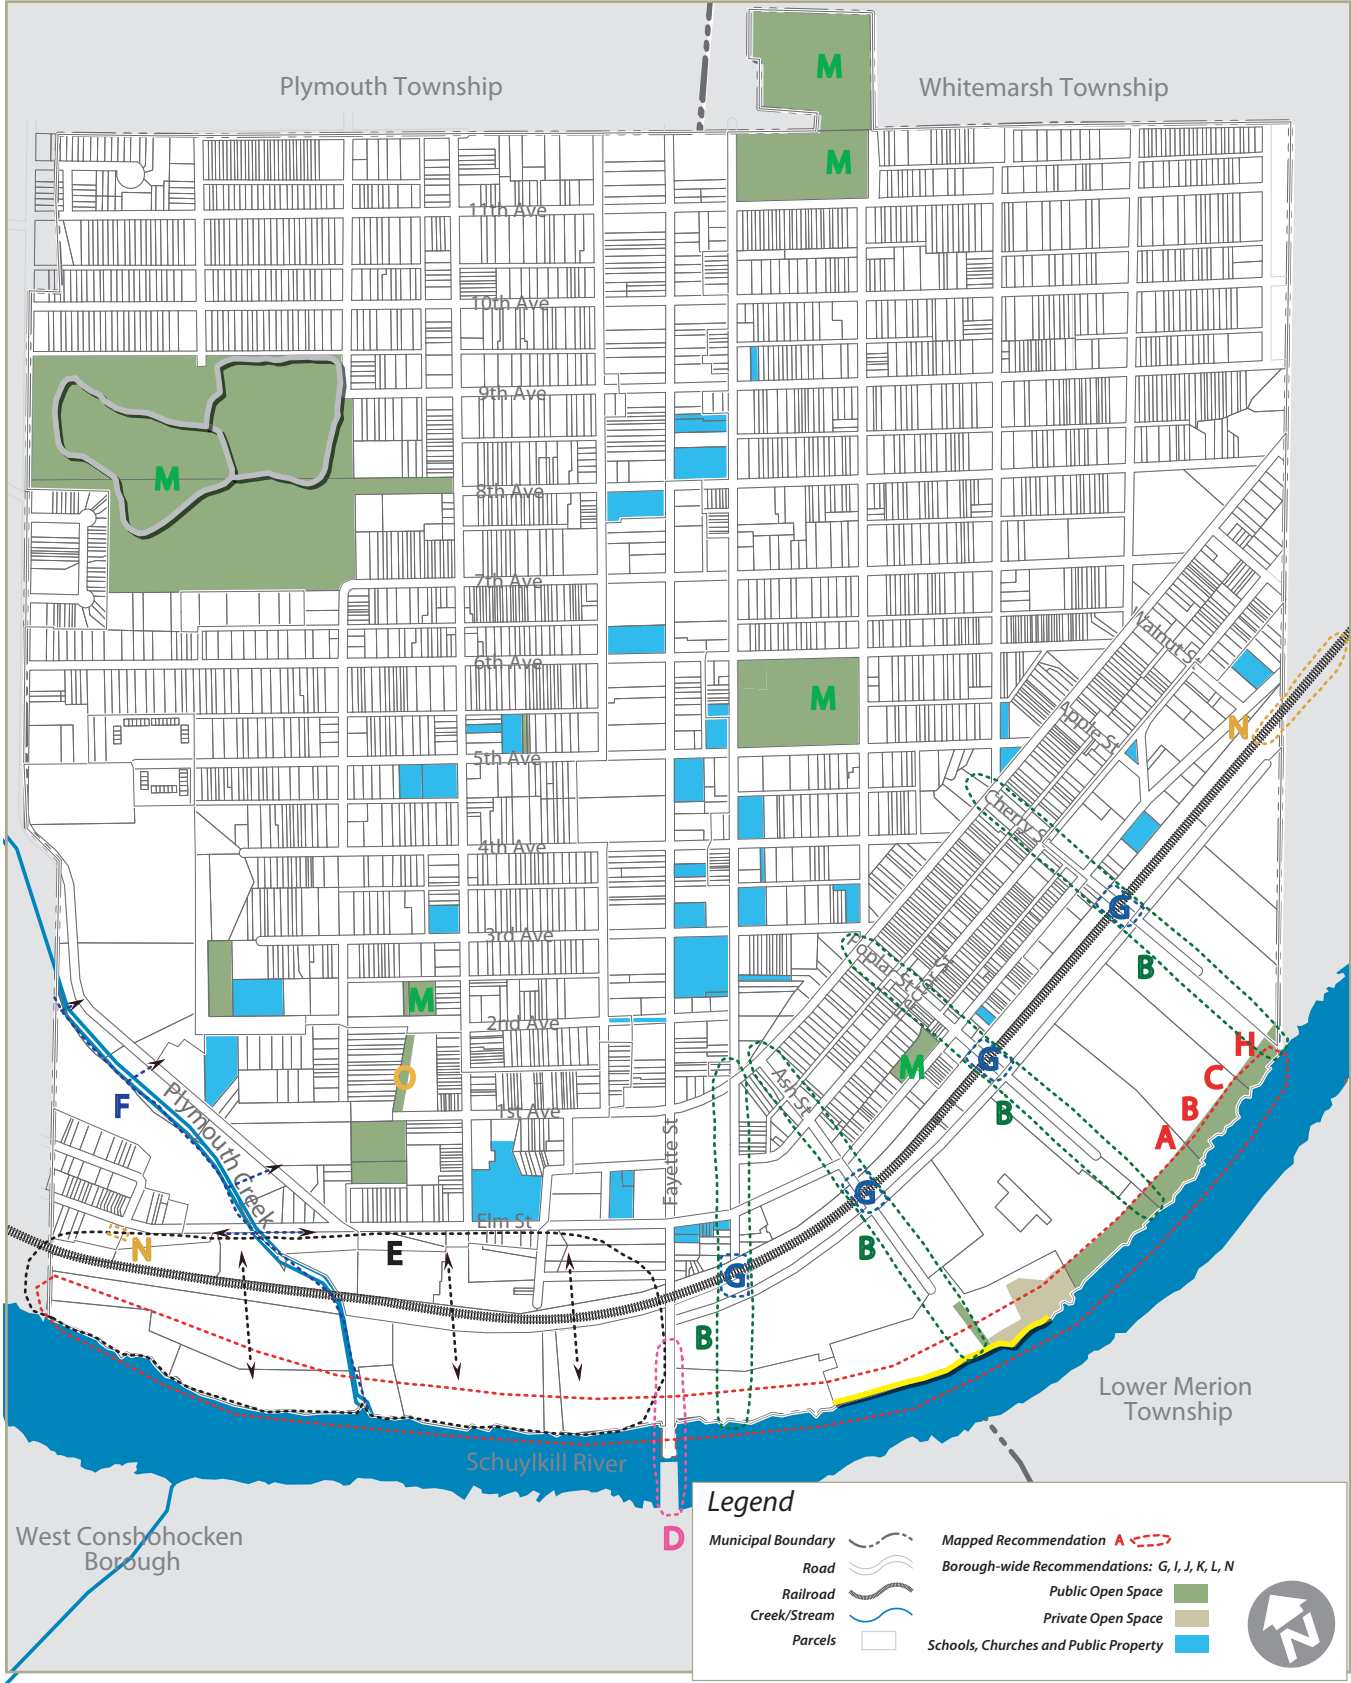 Plymouth Township
Whitemarsh Township
M
M
11th Ave
10th Ave
9th Ave
M
8th Ave
7th Ave
Walnut St
6th Ave
M
Apple St
N
5th Ave
Cherry S
4th Ave
G
3rd Ave
Poplar St
Hector St
B
M
2nd Ave
H
G
M
O
C
Ash St
F
Plymouth Creek
1st Ave
B
B
A
Fayette St
G
Elm St
N
E
B
G
B
Lower Merion
Township
Schuylkill River
West Conshohocken
Borough
D
Legend
Municipal Boundary
Road
Railroad
Creek/Stream
Parcels
Mapped Recommendation A
Borough-wide Recommendations: G, I, J, K, L, N
Public Open Space
Private Open Space
Schools, Churches and Public Property
N